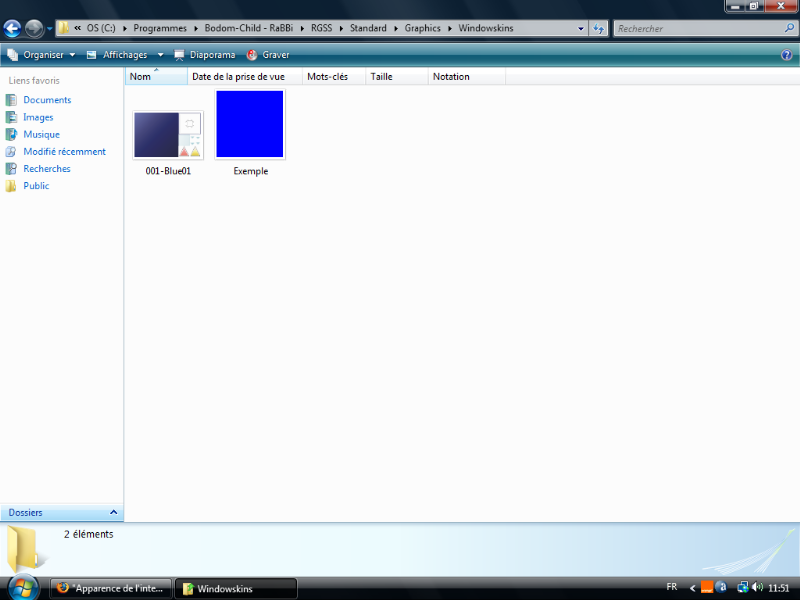 « OS (C:) ▸ Programmes ▸ Bodom-Child - RaBBi ▸ RGSS ▸ Standard ▸ Graphics ▸ Windowskins
Rechercher
Organiser Affichages Diaporama Graver
Liens favoris
Nom Date de la prise de vue Mots-clés Taille Notation
Documents
Images
Musique
Modifié récemment
Recherches
Public
001-Blue01 Exemple
Dossiers
2 éléments
"Apparence de l'inte... Windowskins FR 11:51